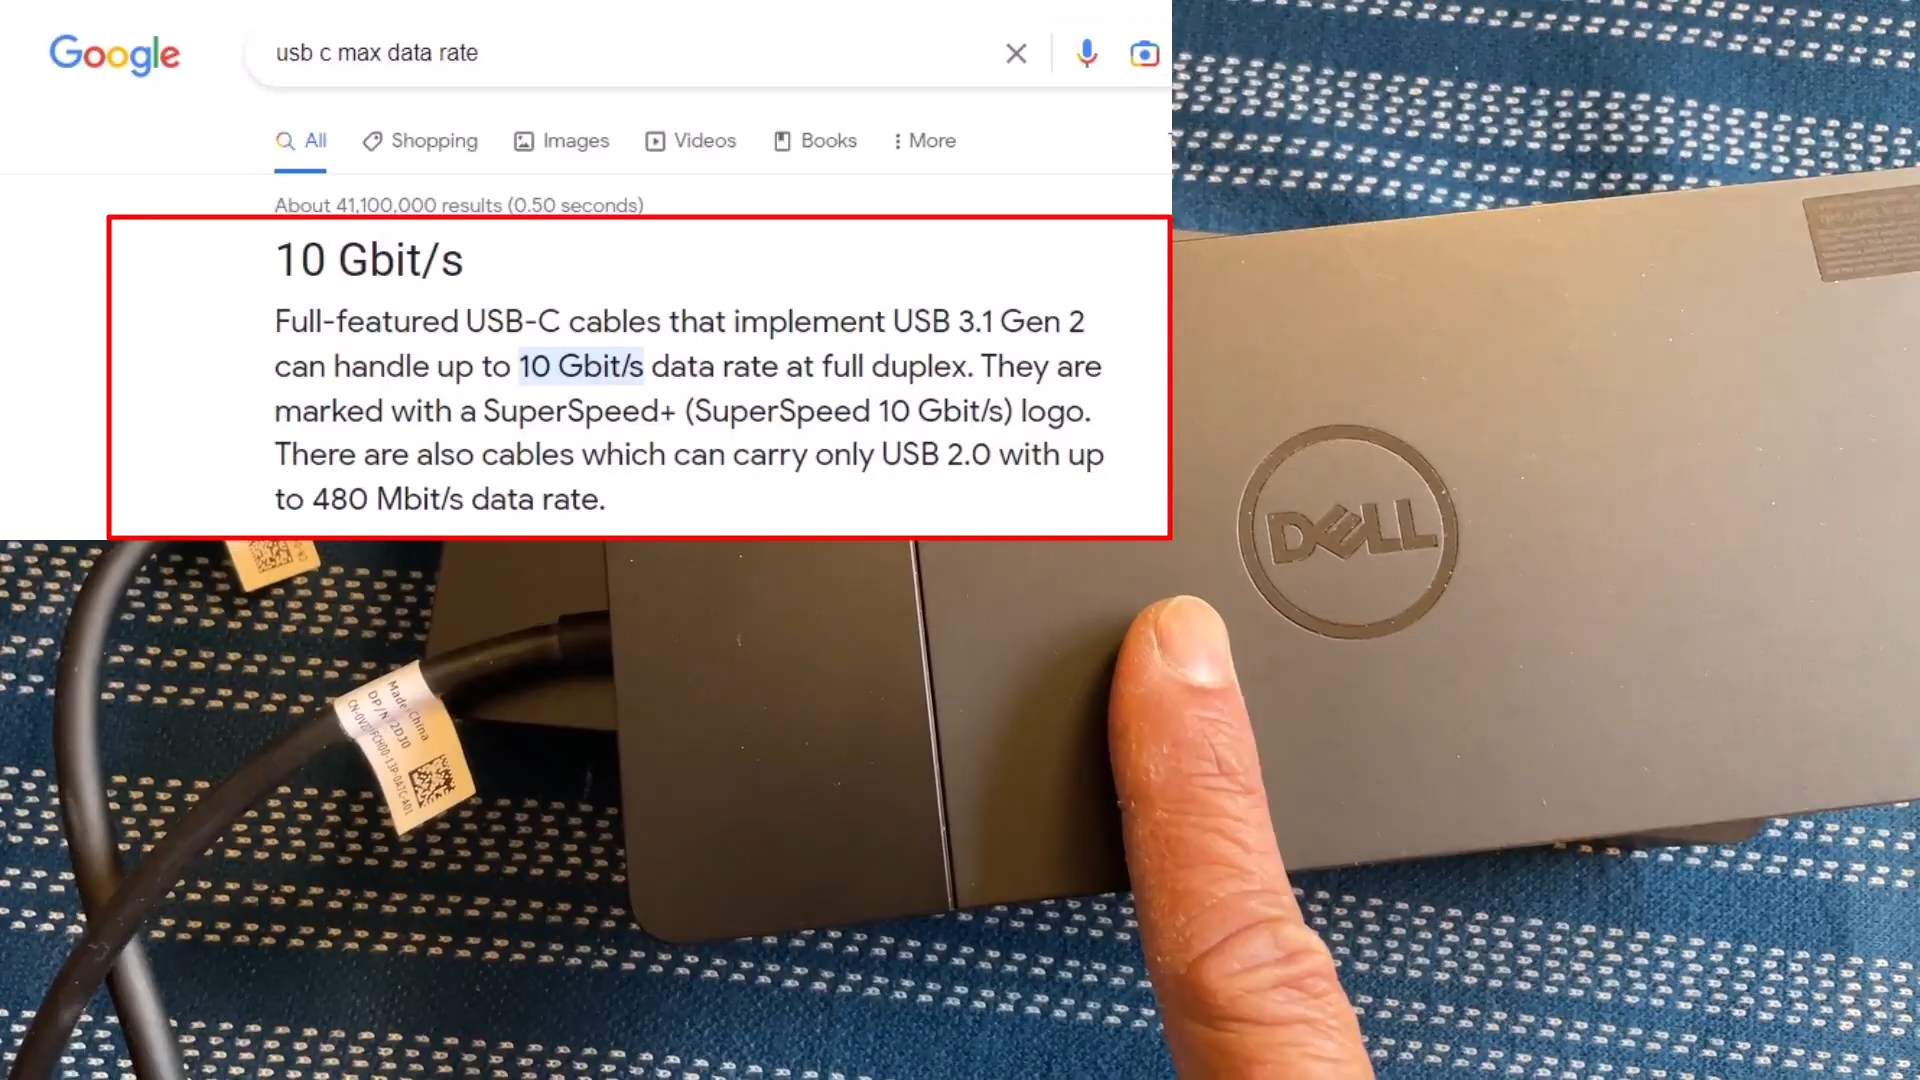 Google
usb c max data rate
All
Shopping
Images
Videos
Books
More
About 41,100,000 results (0.50 seconds)
10 Gbit/s
Full-featured USB-C cables that implement USB 3.1 Gen 2
can handle up to 10 Gbit/s data rate at full duplex. They are
marked with a SuperSpeed+ (SuperSpeed 10 Gbit/s) logo.
There are also cables which can carry only USB 2.0 with up
to 480 Mbit/s data rate.
DELL
China
DP/N